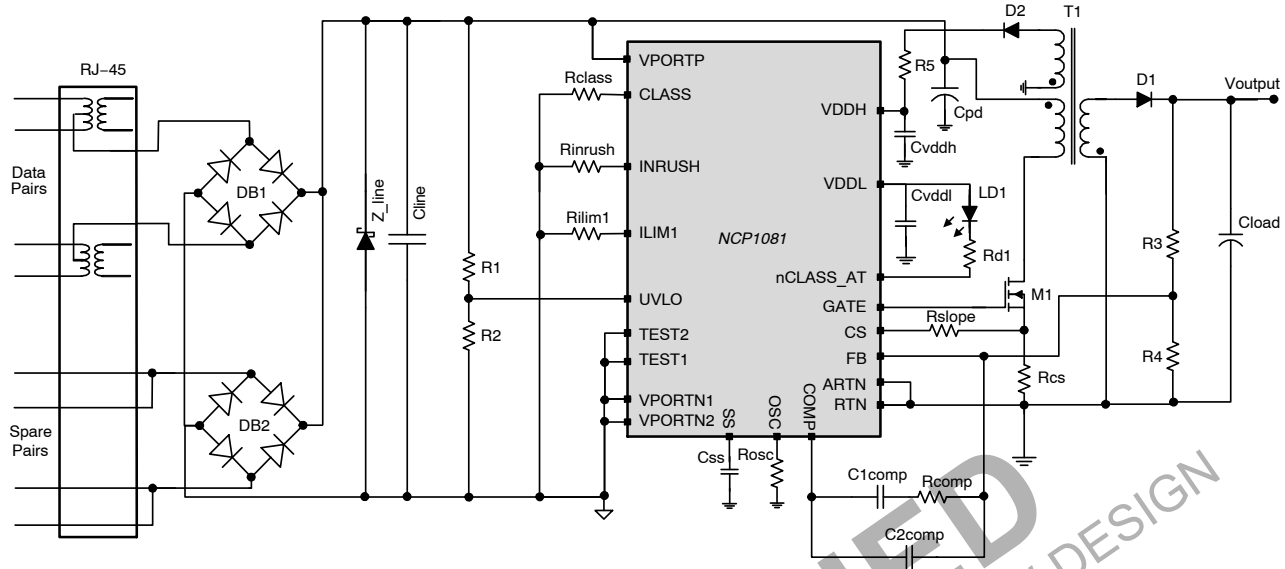 D2
T1
RJ−45
VPORTP
R5
Rclass
CLASS
D1
Voutput
VDDH
Cpd
Cvddh
Data
Pairs
DB1
Rinrush
INRUSH
VDDL
Cvddl
LD1
Z_line
Cline
Rilim1
ILIM1
NCP1081
R3
Cload
Rd1
R1
nCLASS_AT
UVLO
GATE
M1
R2
TEST2
CS
Rslope
TEST1
FB
R4
Rcs
ARTN
VPORTN1
RTN
VPORTN2
SS
OSC
COMP
Spare
Pairs
DB2
Css
Rosc
C1comp
Rcomp
C2comp
DESIGN